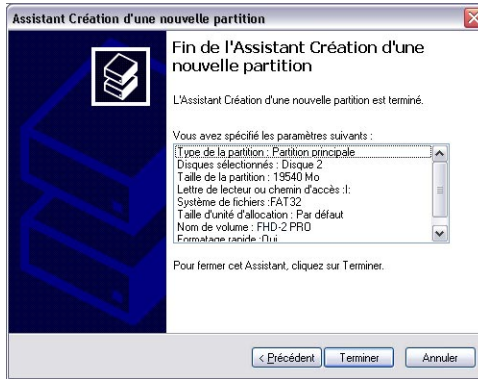 Assistant Création d'une nouvelle partition
Fin de l'Assistant Création d'une
nouvelle partition
L'Assistant Création d'une nouvelle partition est terminé.
Vous avez spécifié les paramètres suivants :
Type de la partition : Partition principale
Disques sélectionnés : Disque 2
Taille de la partition : 19540 Mo
Lettre de lecteur ou chemin d'accès :I:
Système de fichiers :FAT32
Taille d'unité d'allocation : Par défaut
Nom de volume : FHD-2 PRO
Formatage rapide :Oui
Pour fermer cet Assistant, cliquez sur Terminer.
< Précédent
Terminer
Annuler